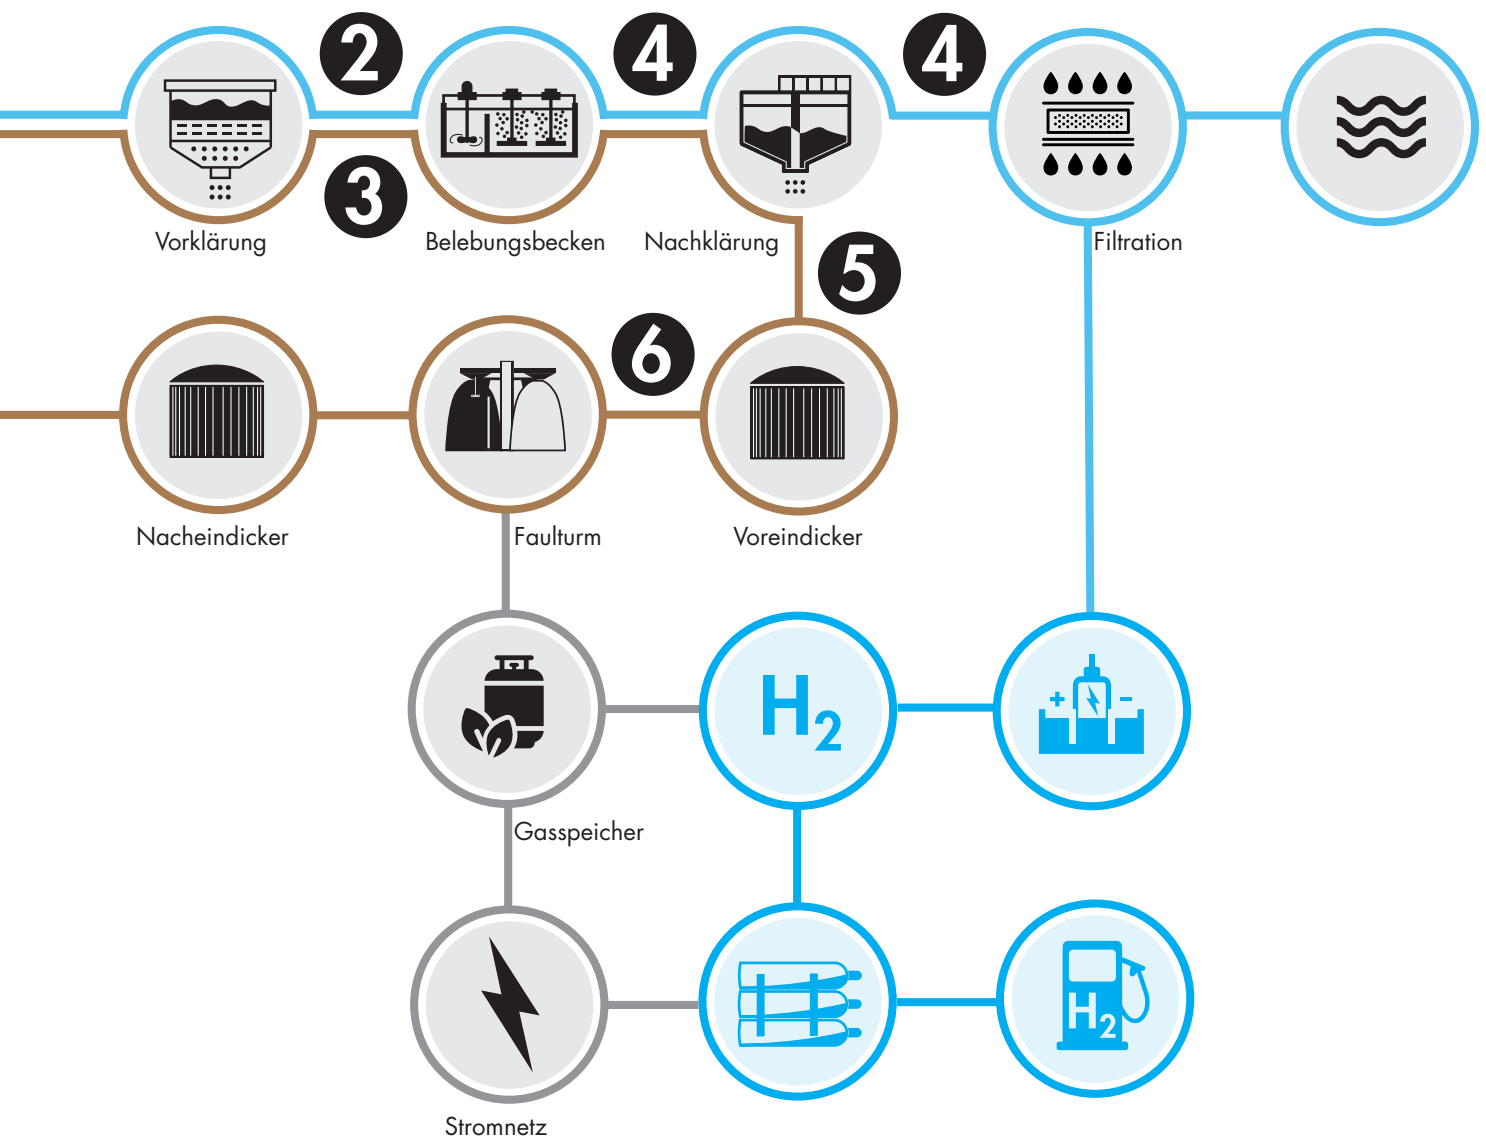 2
4
4
3
Vorklärung
Belebungsbecken
Nachklärung
Filtration
5
6
Nacheindicker
Faulturm
Voreindicker
H2
+ −
Gasspeicher
H2
Stromnetz